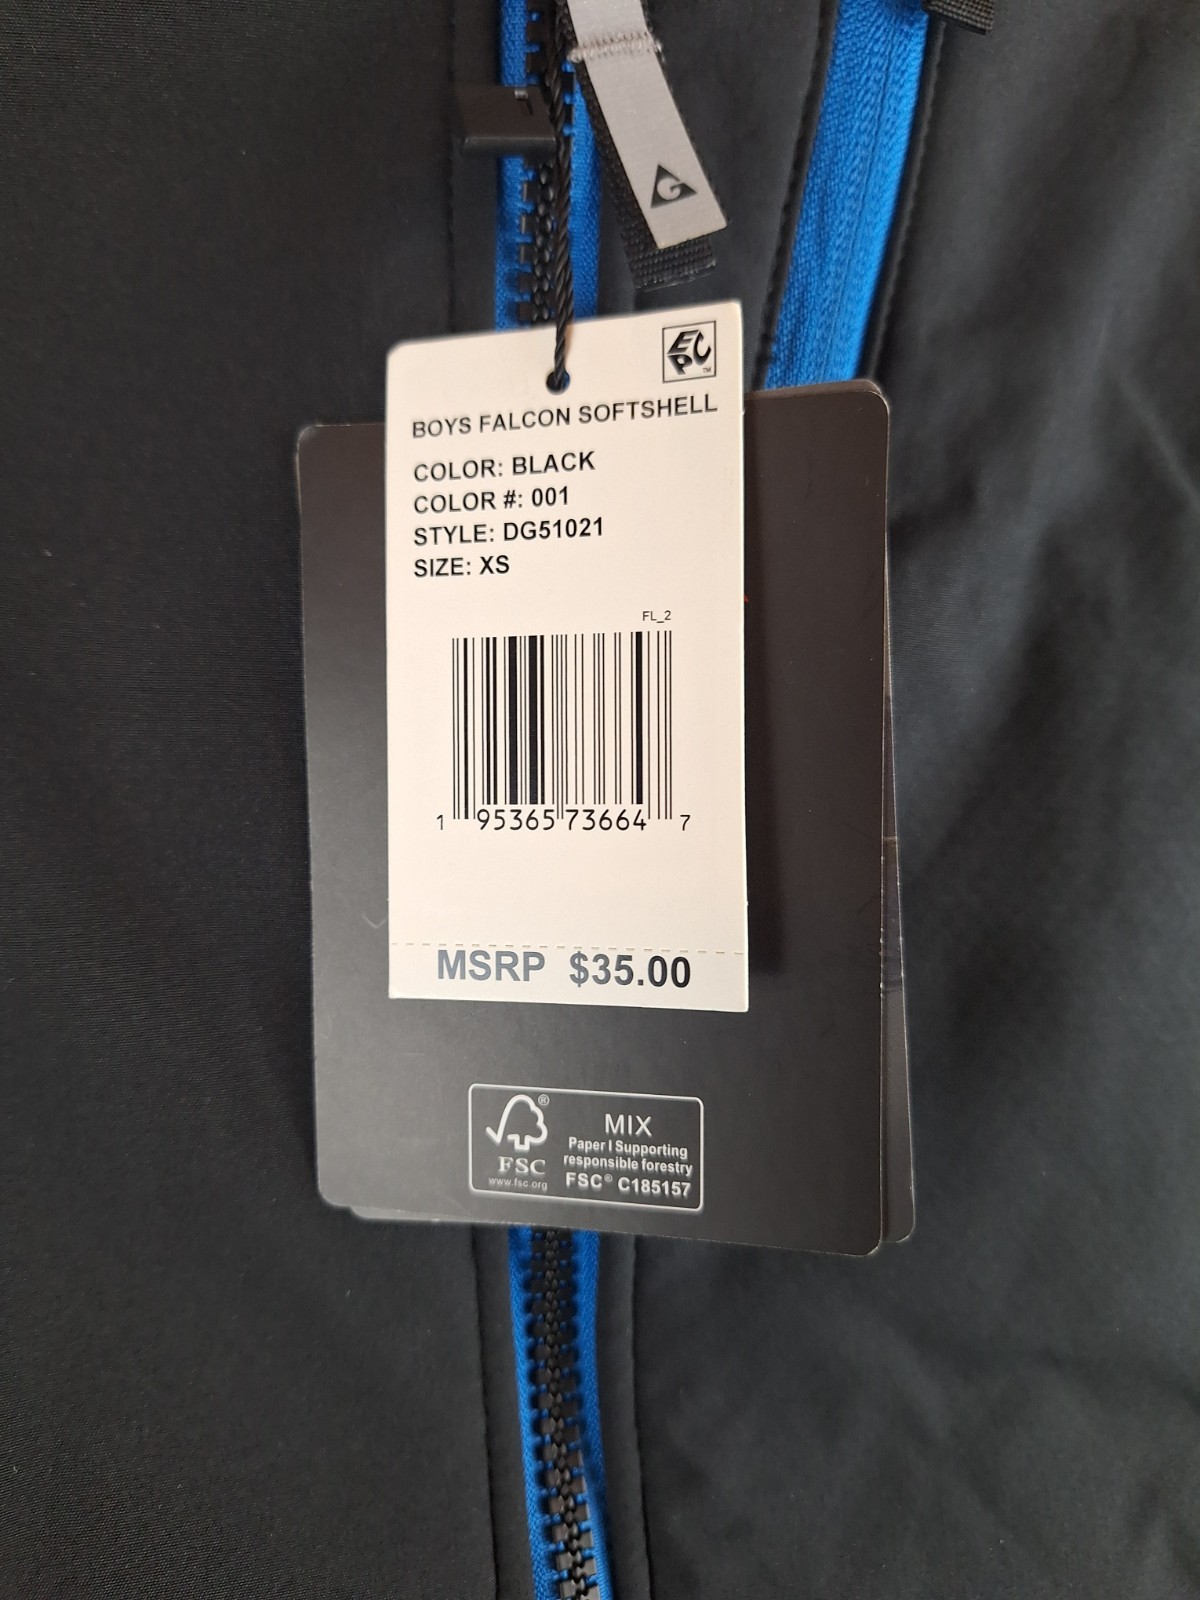 G
EPC
TM
BOYS FALCON SOFTSHELL
COLOR: BLACK
COLOR #: 001
STYLE: DG51021
SIZE: XS
FL_2
1 95365 73664 7
MSRP $35.00
®
MIX
Paper | Supporting
responsible forestry
FSC
www.fsc.org
FSC® C185157